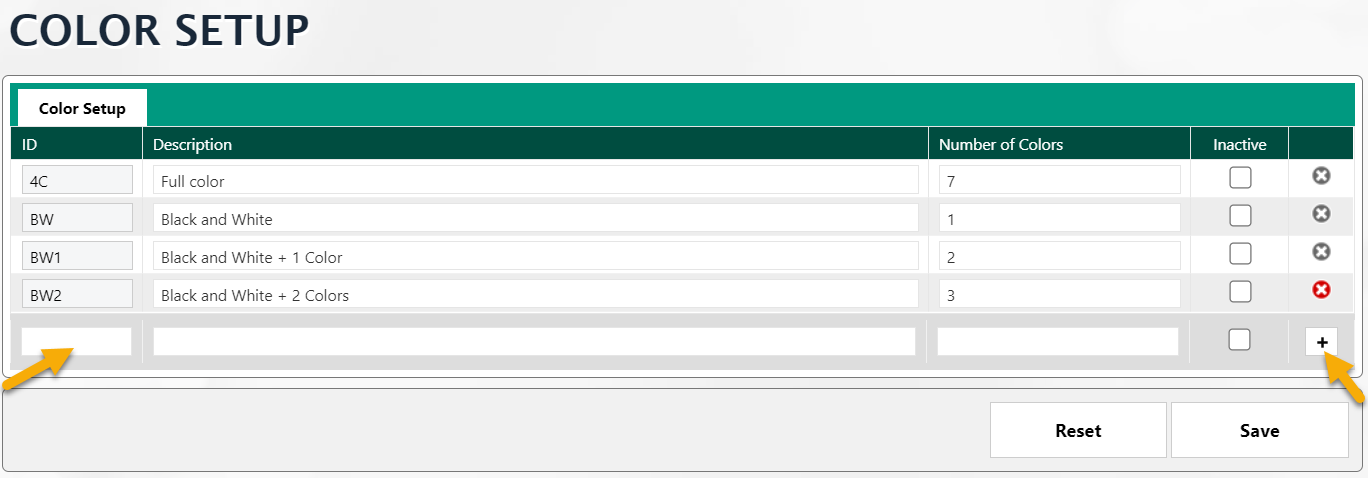 COLOR SETUP
Color Setup
ID Description Number of Colors Inactive
4C Full color 7
BW Black and White 1
BW1 Black and White + 1 Color 2
BW2 Black and White + 2 Colors 3
+
Reset Save